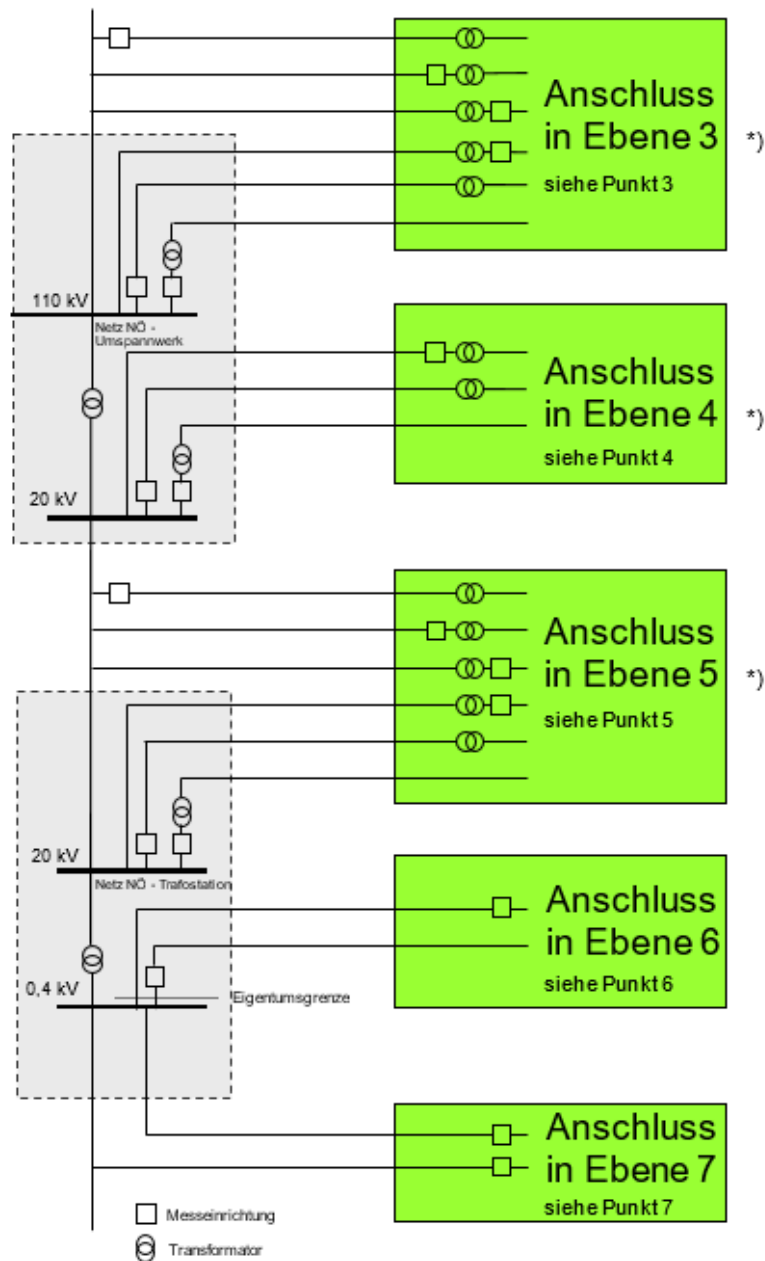 Anschluss
in Ebene 3
*)
siehe Punkt 3
110 kV
Netz NÖ -
Umspannwerk
Anschluss
in Ebene 4
*)
siehe Punkt 4
20 kV
Anschluss
in Ebene 5
*)
siehe Punkt 5
20 kV
Netz NÖ - Trafostation
Anschluss
in Ebene 6
siehe Punkt 6
0,4 kV
Eigentumsgrenze
Anschluss
in Ebene 7
siehe Punkt 7
Messeinrichtung
Transformator